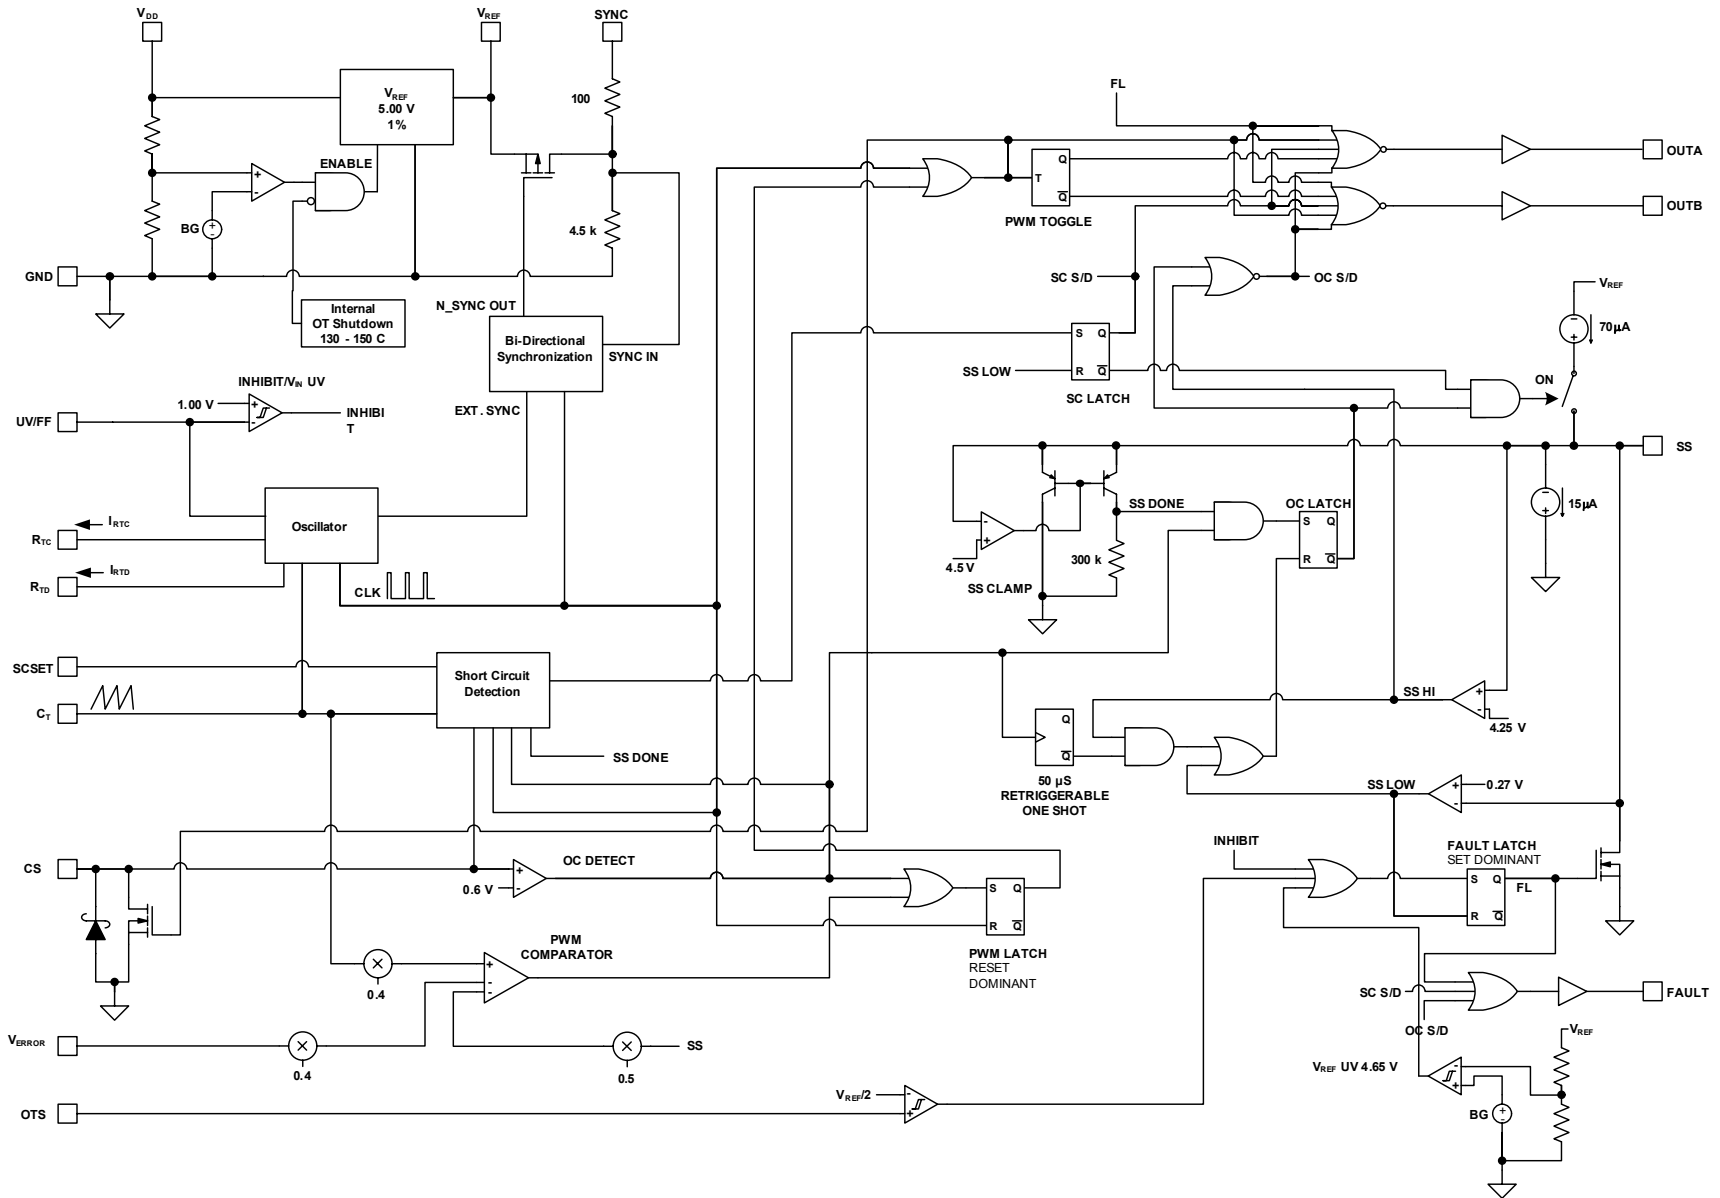 VDD
VREF
SYNC
VREF
5.00 V
1%
100
ENABLE
+
-
BG
+
-
4.5 k
GND
Internal
OT Shutdown
130 - 150 C
N_SYNC OUT
Bi-Directional
Synchronization
SYNC IN
EXT. SYNC
INHIBIT/VIN UV
1.00 V
+
-
INHIBI
T
UV/FF
Oscillator
IRTC
RTC
IRTD
RTD
CLK
SCSET
CT
Short Circuit
Detection
SS DONE
CS
+
-
0.6 V
OC DETECT
PWM
COMPARATOR
+
-
-
×
0.4
VERROR
×
0.4
×
0.5
SS
OTS
VREF/2
-
+
FL
T
Q
Q
PWM TOGGLE
OUTA
OUTB
SC S/D
OC S/D
S
Q
R
Q
SS LOW
SC LATCH
VREF
-
+
70µA
ON
SS
-
+
15µA
-
+
4.5 V
SS CLAMP
300 k
SS DONE
OC LATCH
S
Q
R
Q
SS HI
+
-
4.25 V
Q
Q
50 µS
RETRIGGERABLE
ONE SHOT
SS LOW
+
-
0.27 V
S
Q
R
Q
PWM LATCH
RESET
DOMINANT
INHIBIT
FAULT LATCH
SET DOMINANT
S
Q
R
Q
FL
SC S/D
OC S/D
FAULT
VREF UV 4.65 V
-
+
VREF
BG
+
-